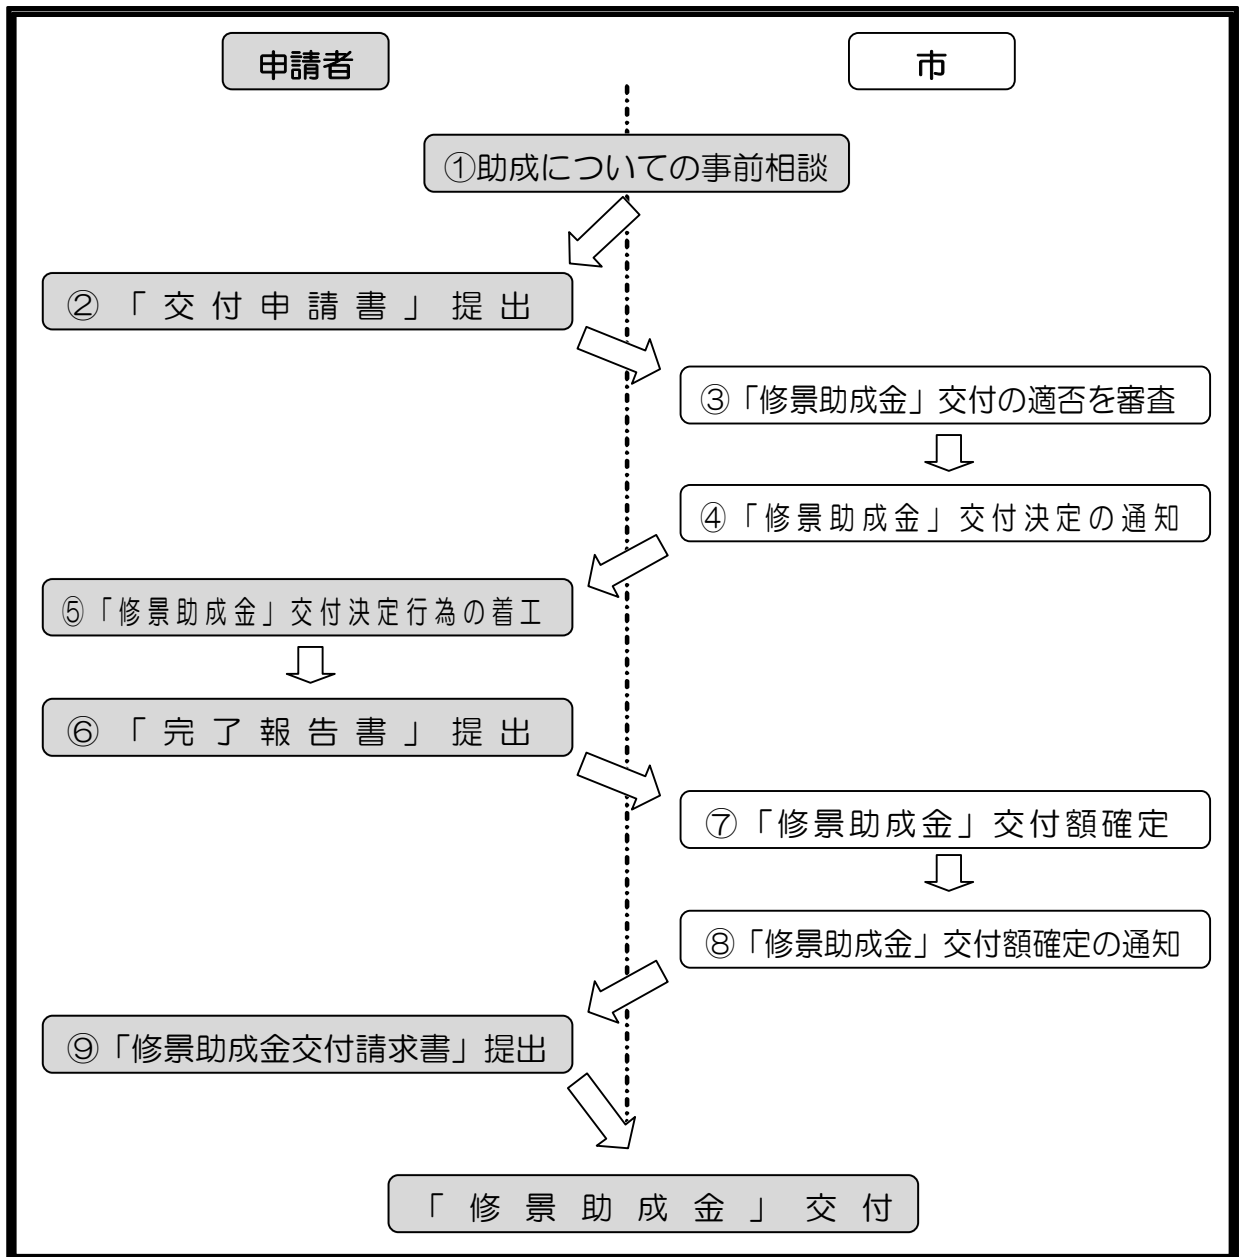 申請者
市
①助成についての事前相談
②「交付申請書」提出
③「修景助成金」交付の適否を審査
④「修景助成金」交付決定の通知
⑤「修景助成金」交付決定行為の着工
⑥「完了報告書」提出
⑦「修景助成金」交付額確定
⑧「修景助成金」交付額確定の通知
⑨「修景助成金交付請求書」提出
「修景助成金」交付